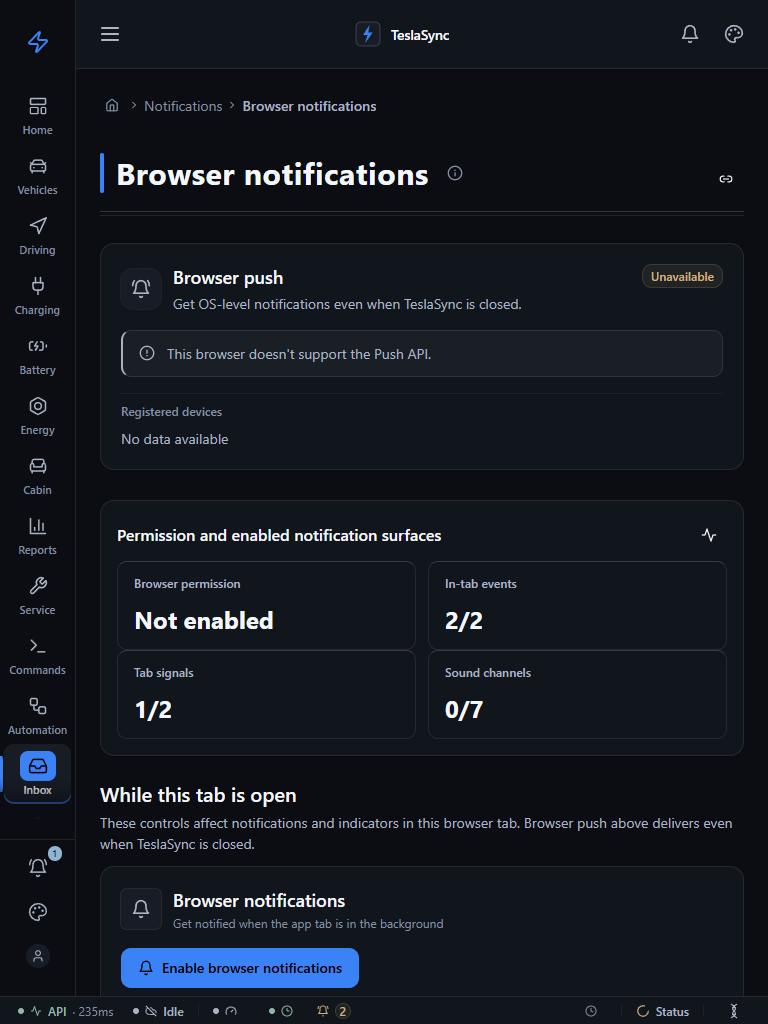 TeslaSync
Home
Vehicles
Driving
Charging
Battery
Energy
Cabin
Reports
Service
Commands
Automation
Inbox
1
Notifications
Browser notifications
Browser notifications
Browser push
Unavailable
Get OS-level notifications even when TeslaSync is closed.
This browser doesn't support the Push API.
Registered devices
No data available
Permission and enabled notification surfaces
Browser permission
Not enabled
In-tab events
2/2
Tab signals
1/2
Sound channels
0/7
While this tab is open
These controls affect notifications and indicators in this browser tab. Browser push above delivers even
when TeslaSync is closed.
Browser notifications
Get notified when the app tab is in the background
Enable browser notifications
API · 235ms
Idle
2
Status